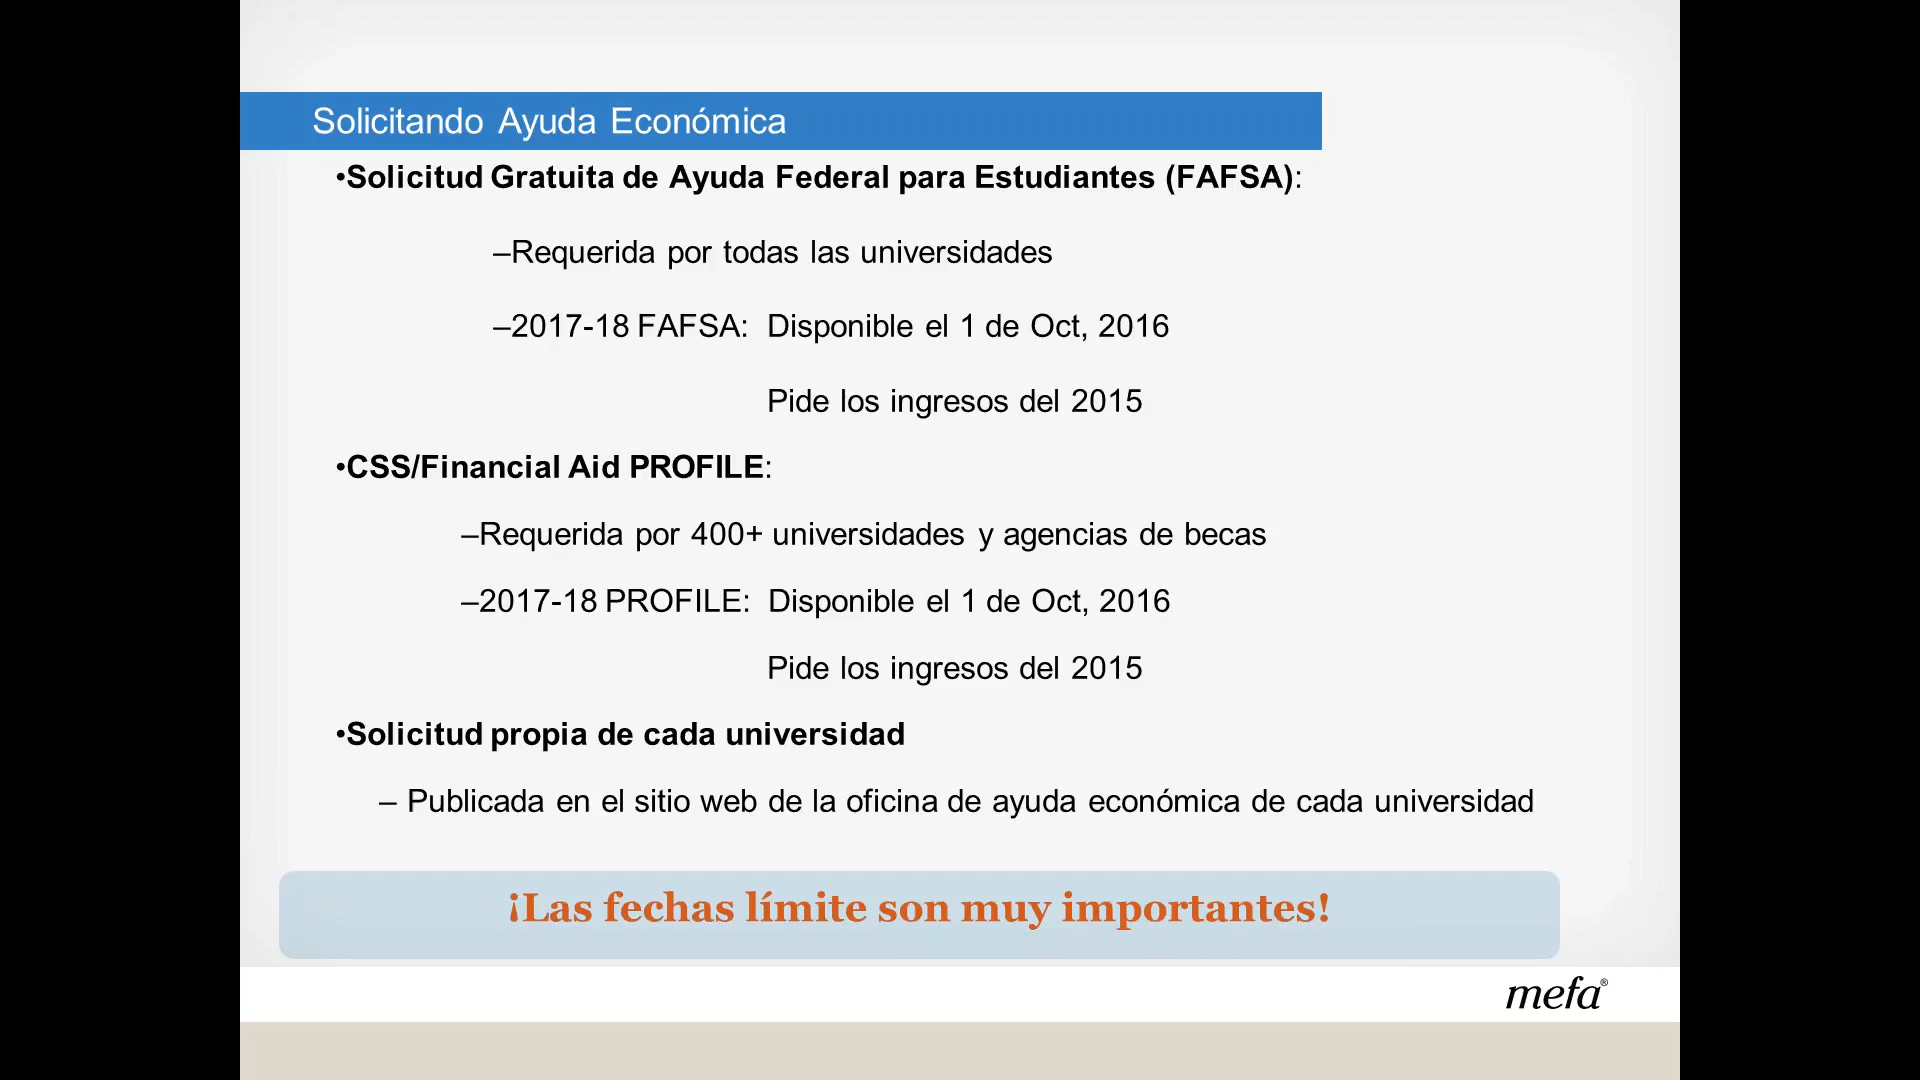 Solicitando Ayuda Económica
•Solicitud Gratuita de Ayuda Federal para Estudiantes (FAFSA):
–Requerida por todas las universidades
–2017-18 FAFSA: Disponible el 1 de Oct, 2016
Pide los ingresos del 2015
•CSS/Financial Aid PROFILE:
–Requerida por 400+ universidades y agencias de becas
–2017-18 PROFILE: Disponible el 1 de Oct, 2016
Pide los ingresos del 2015
•Solicitud propia de cada universidad
– Publicada en el sitio web de la oficina de ayuda económica de cada universidad
¡Las fechas límite son muy importantes!
mefa®